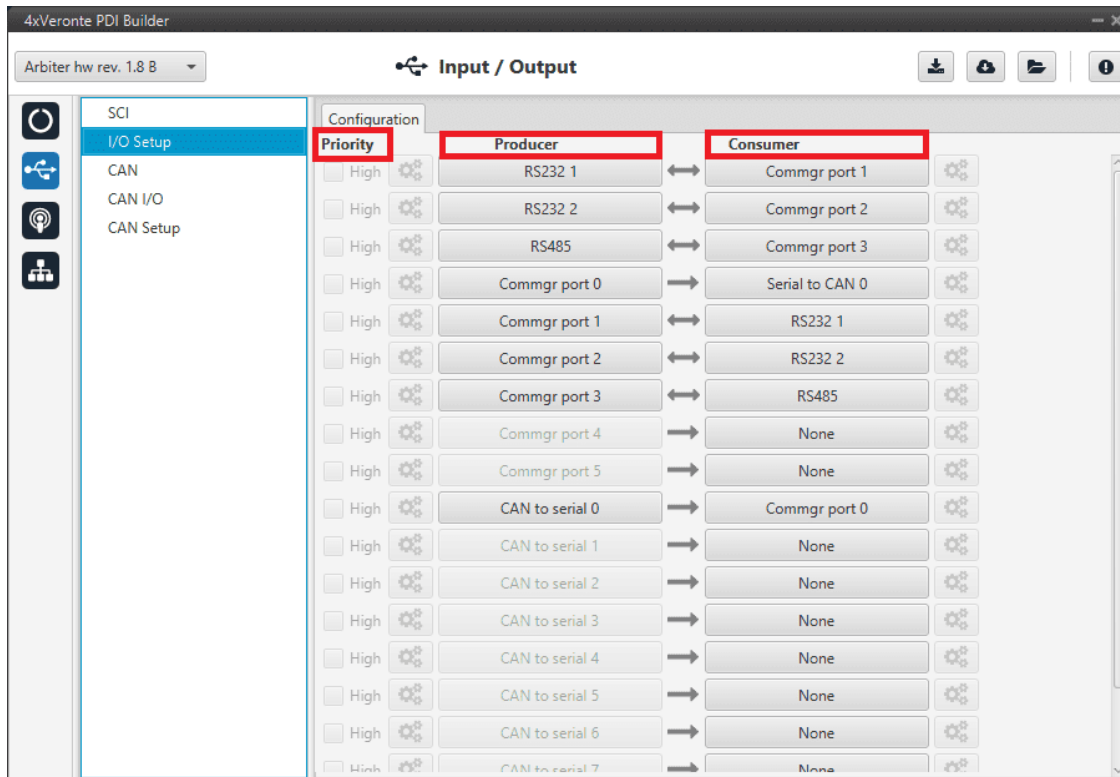 4xVeronte PDI Builder
Arbiter hw rev. 1.8 B
Input / Output
SCI
I/O Setup
CAN
CAN I/O
CAN Setup
Configuration
Priority Producer Consumer
High RS232 1 Commgr port 1
High RS232 2 Commgr port 2
High RS485 Commgr port 3
High Commgr port 0 Serial to CAN 0
High Commgr port 1 RS232 1
High Commgr port 2 RS232 2
High Commgr port 3 RS485
High Commgr port 4 None
High Commgr port 5 None
High CAN to serial 0 Commgr port 0
High CAN to serial 1 None
High CAN to serial 2 None
High CAN to serial 3 None
High CAN to serial 4 None
High CAN to serial 5 None
High CAN to serial 6 None
High CAN to serial 7 None